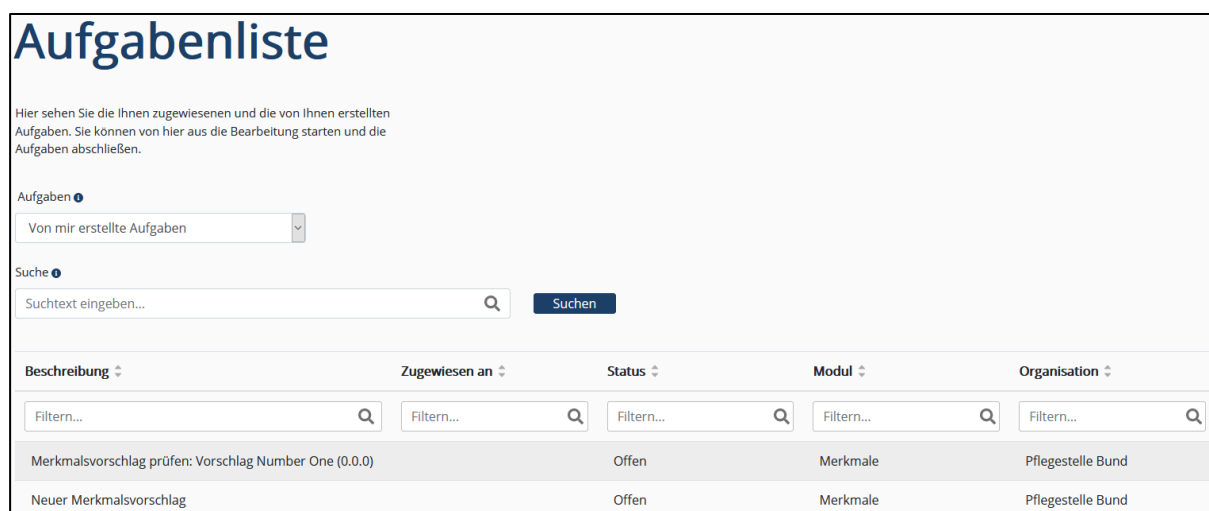 Aufgabenliste
Hier sehen Sie die Ihnen zugewiesenen und die von Ihnen erstellten
Aufgaben. Sie können von hier aus die Bearbeitung starten und die
Aufgaben abschließen.
Aufgaben
Von mir erstellte Aufgaben
Suche
Suchtext eingeben... Suchen
Beschreibung Zugewiesen an Status Modul Organisation
Filtern... Filtern... Filtern... Filtern... Filtern...
Merkmalsvorschlag prüfen: Vorschlag Number One (0.0.0) Offen Merkmale Pflegestelle Bund
Neuer Merkmalsvorschlag Offen Merkmale Pflegestelle Bund